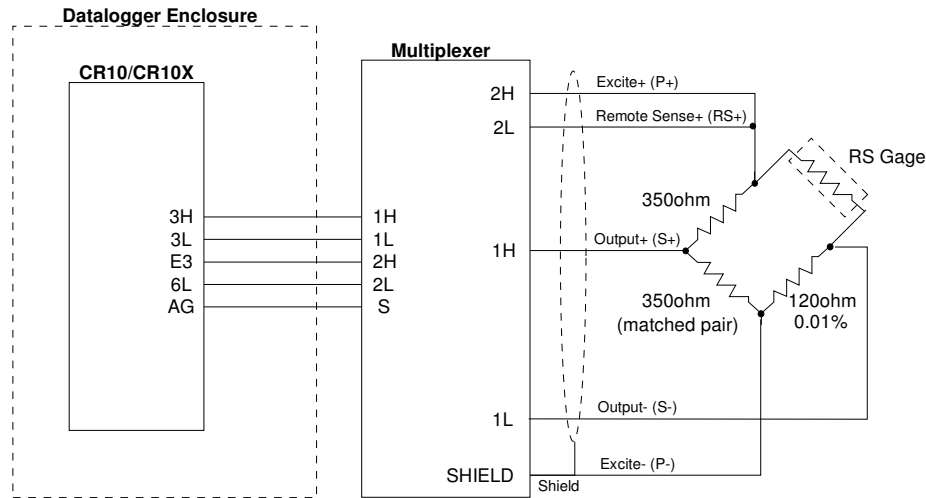 Datalogger Enclosure
CR10/CR10X
3H
3L
E3
6L
AG
Multiplexer
1H
1L
2H
2L
S
2H
2L
1H
1L
SHIELD
Excite+ (P+)
Remote Sense+ (RS+)
Output+ (S+)
Output- (S-)
Excite- (P-)
Shield
RS Gage
350ohm
350ohm
(matched pair)
120ohm
0.01%